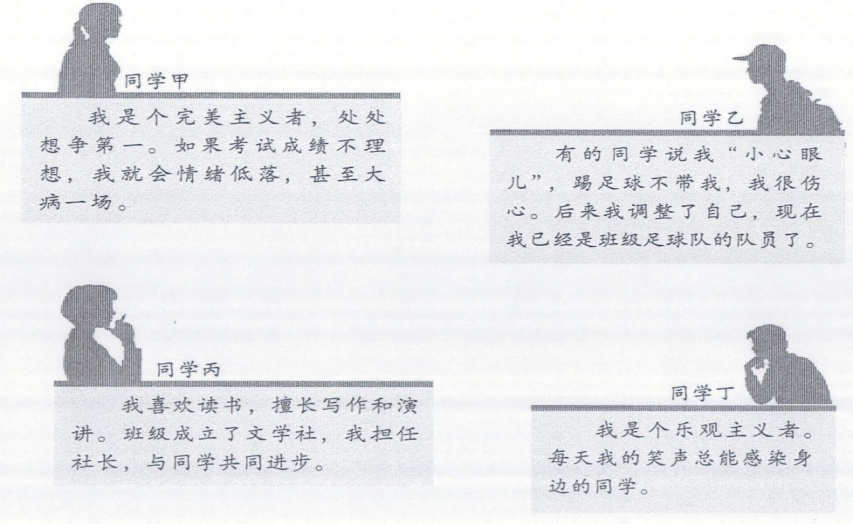 同学甲
我是个完美主义者，处处
想争第一。如果考试成绩不理
想，我就会情绪低落，甚至大
病一场。
同学乙
有的同学说我“小心眼
儿”，踢足球不带我，我很伤
心。后来我调整了自己，现在
我已经是班级足球队的队员了。
同学丙
我喜欢读书，擅长写作和演
讲。班级成立了文学社，我担任
社长，与同学共同进步。
同学丁
我是个乐观主义者。
每天我的笑声总能感染身
边的同学。